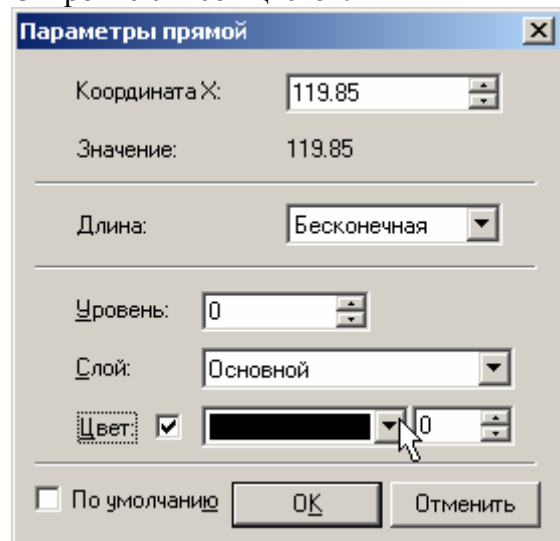 Параметры прямой
Координата X: 119.85
Значение: 119.85
Длина: Бесконечная
Уровень: 0
Слой: Основной
Цвет: 0
По умолчанию OK Отменить